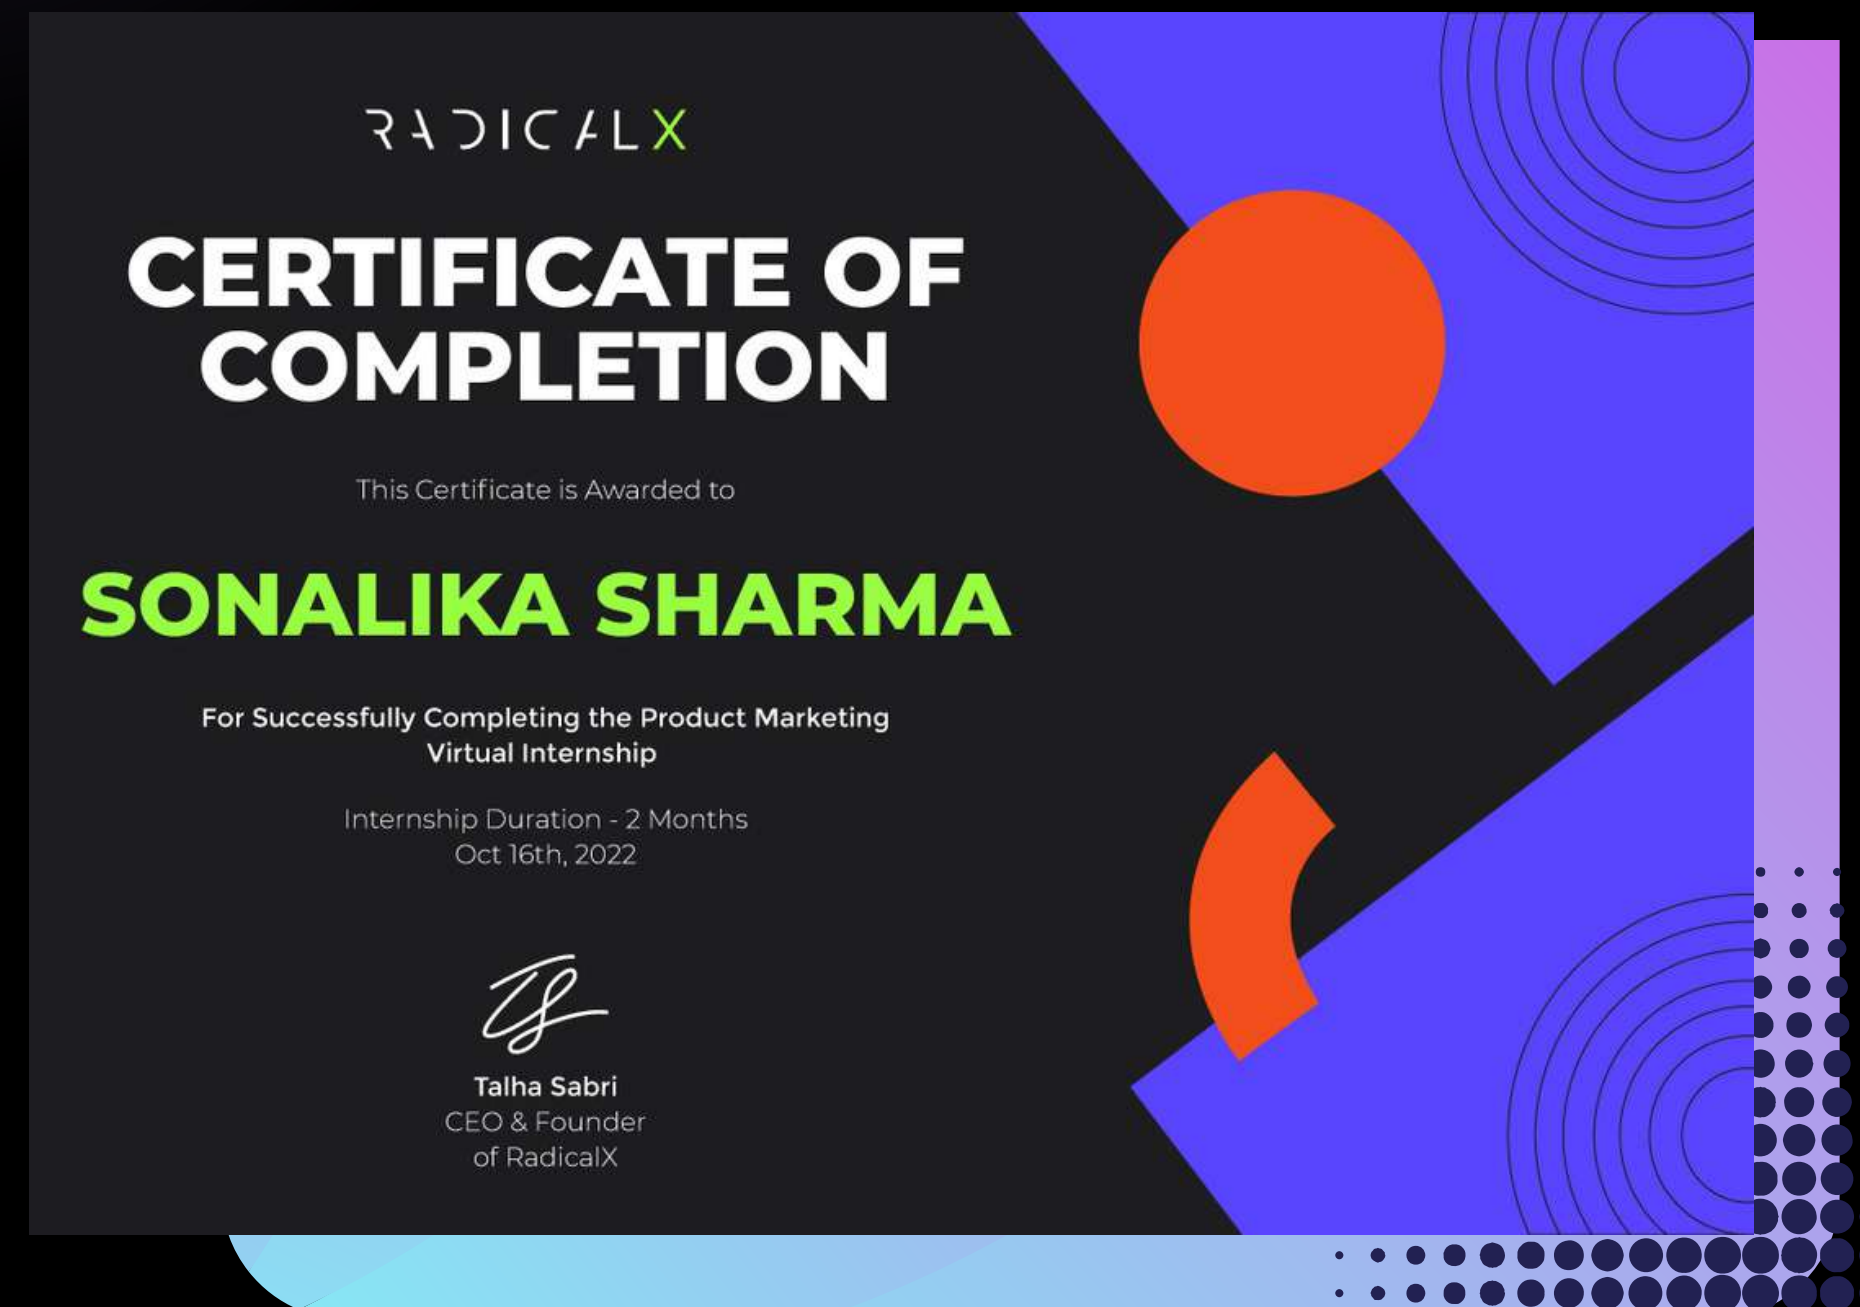 RADICALX
CERTIFICATE OF
COMPLETION
This Certificate is Awarded to
SONALIKA SHARMA
For Successfully Completing the Product Marketing
Virtual Internship
Internship Duration - 2 Months
Oct 16th, 2022
Talha Sabri
CEO & Founder
of RadicalX